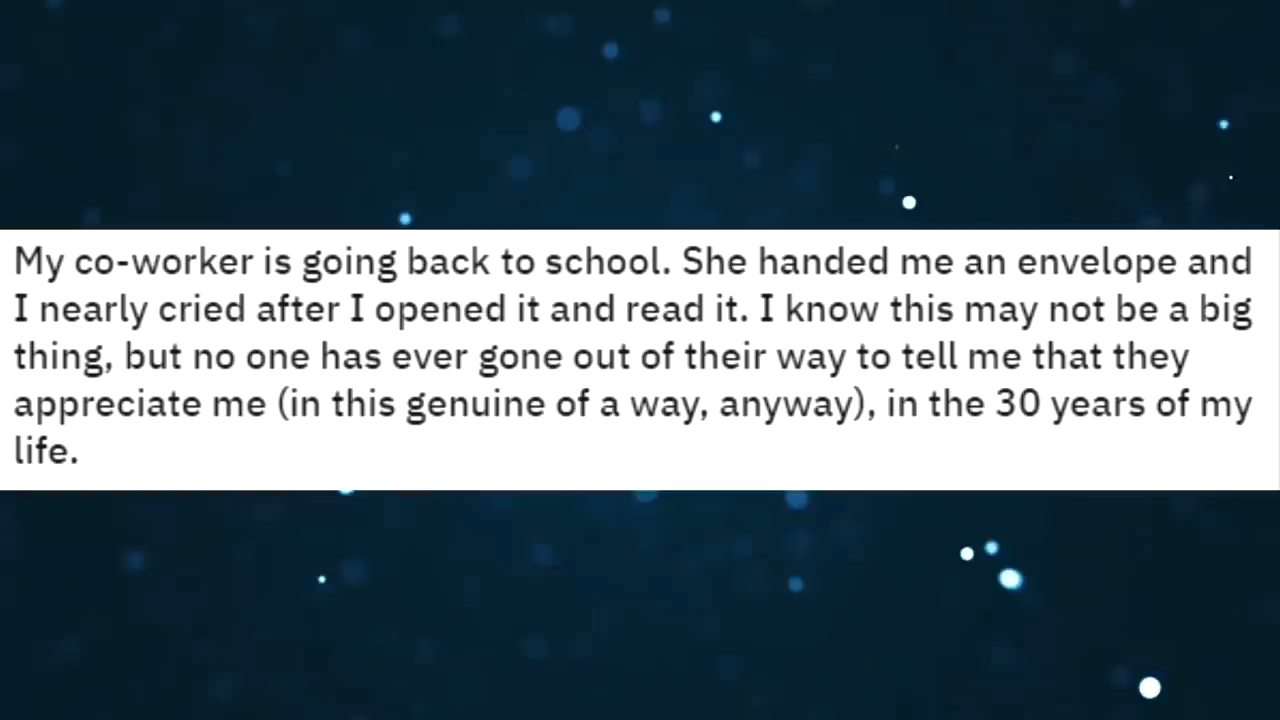 My co-worker is going back to school. She handed me an envelope and
I nearly cried after I opened it and read it. I know this may not be a big
thing, but no one has ever gone out of their way to tell me that they
appreciate me (in this genuine of a way, anyway), in the 30 years of my
life.